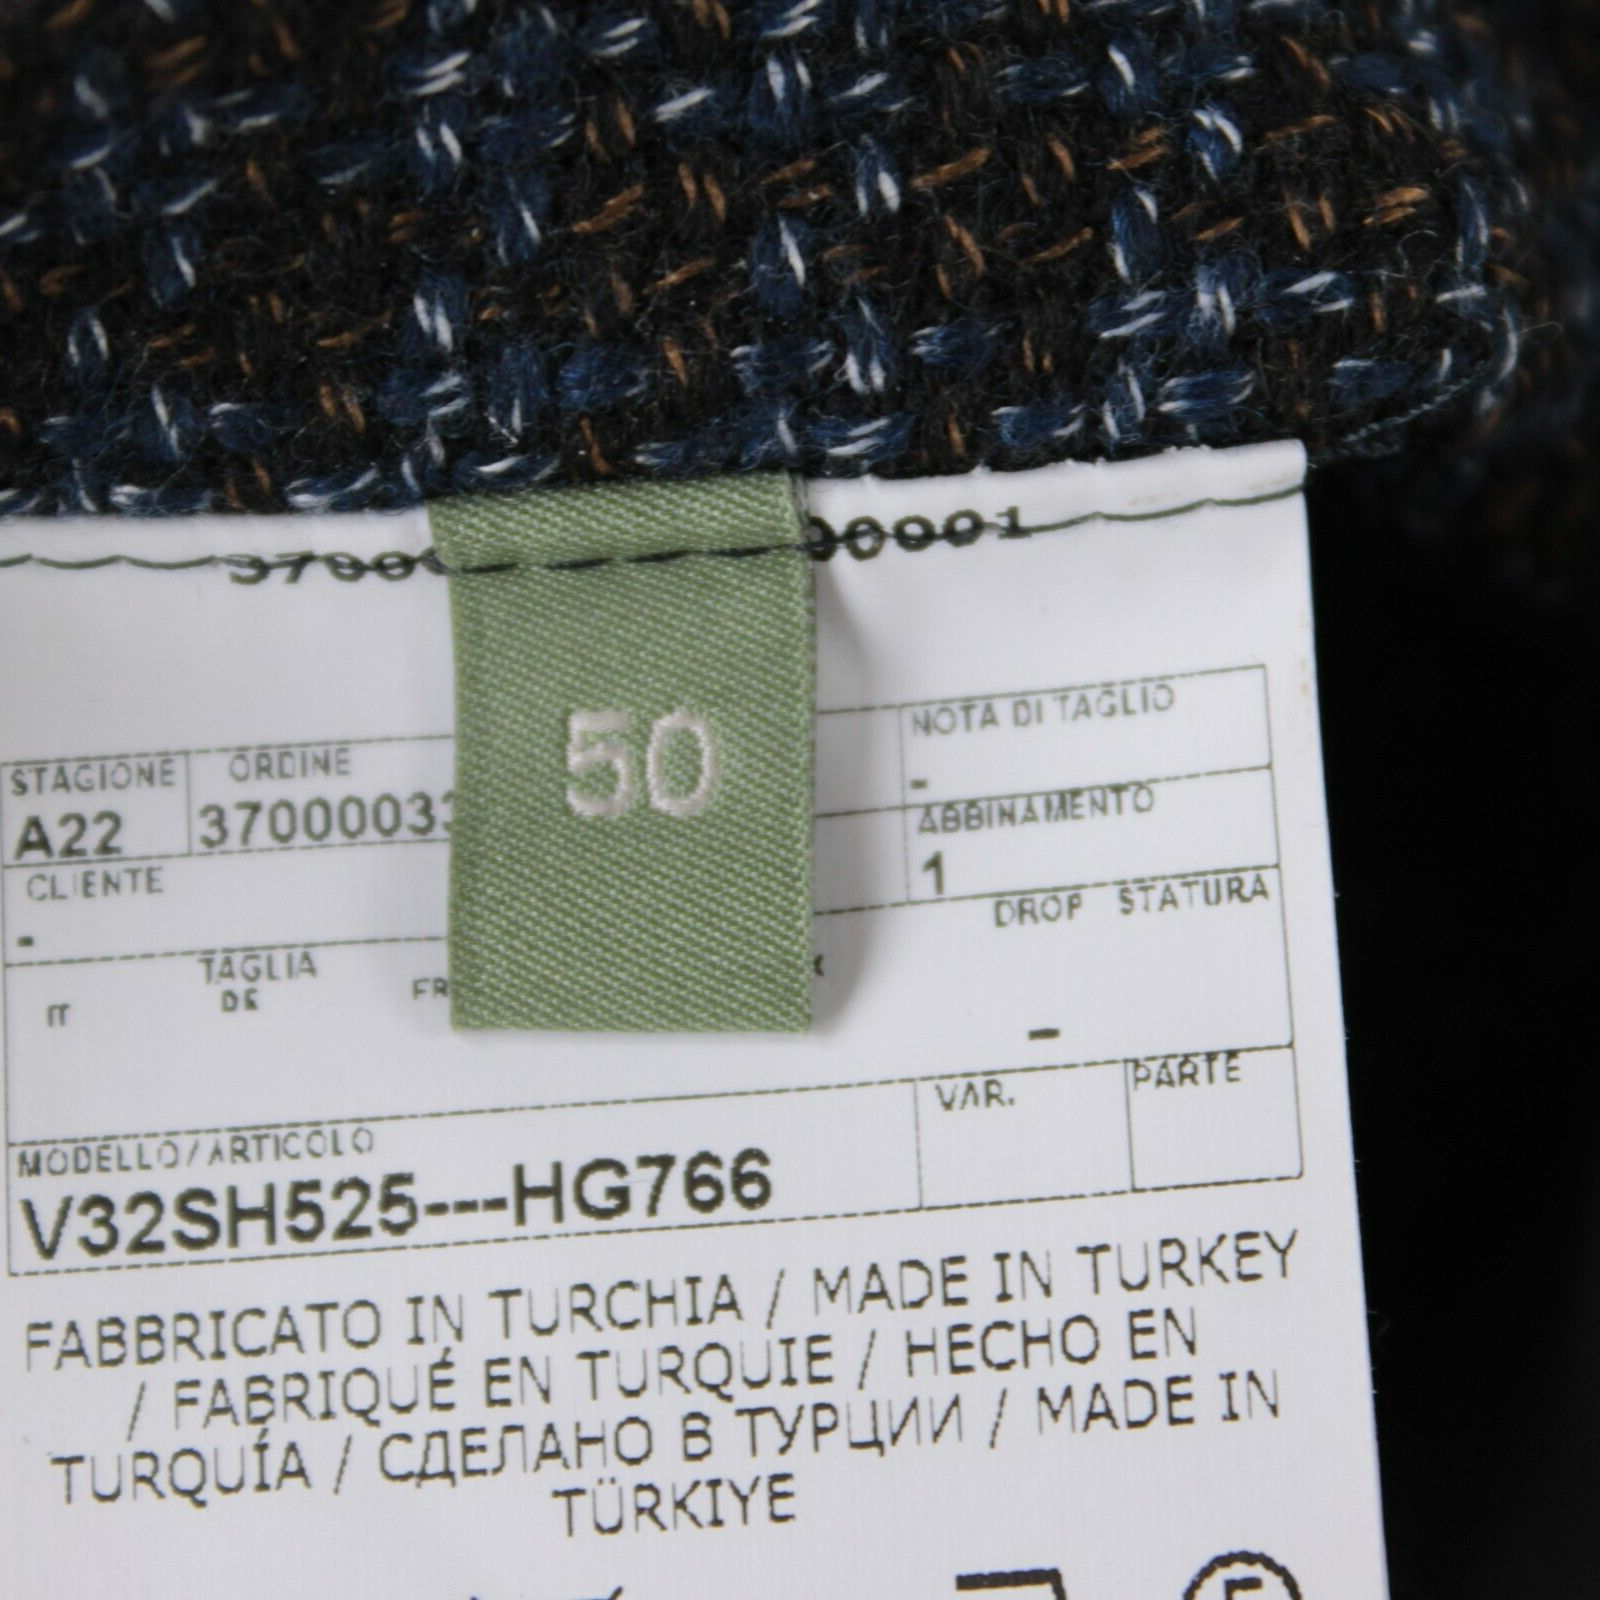 50
NOTA DI TAGLIO
-
STAGIONE ORDINE
A22
ABBINAMENTO
1
CLIENTE
-
DROP STATURA
TAGLIA
IT DE FR
-
MODELLO/ARTICOLO VAR. PARTE
V32SH525---HG766
FABBRICATO IN TURCHIA / MADE IN TURKEY
/ FABRIQUÉ EN TURQUIE / HECHO EN
TURQUÍA / СДЕЛАНО В ТУРЦИИ / MADE IN
TÜRKIYE